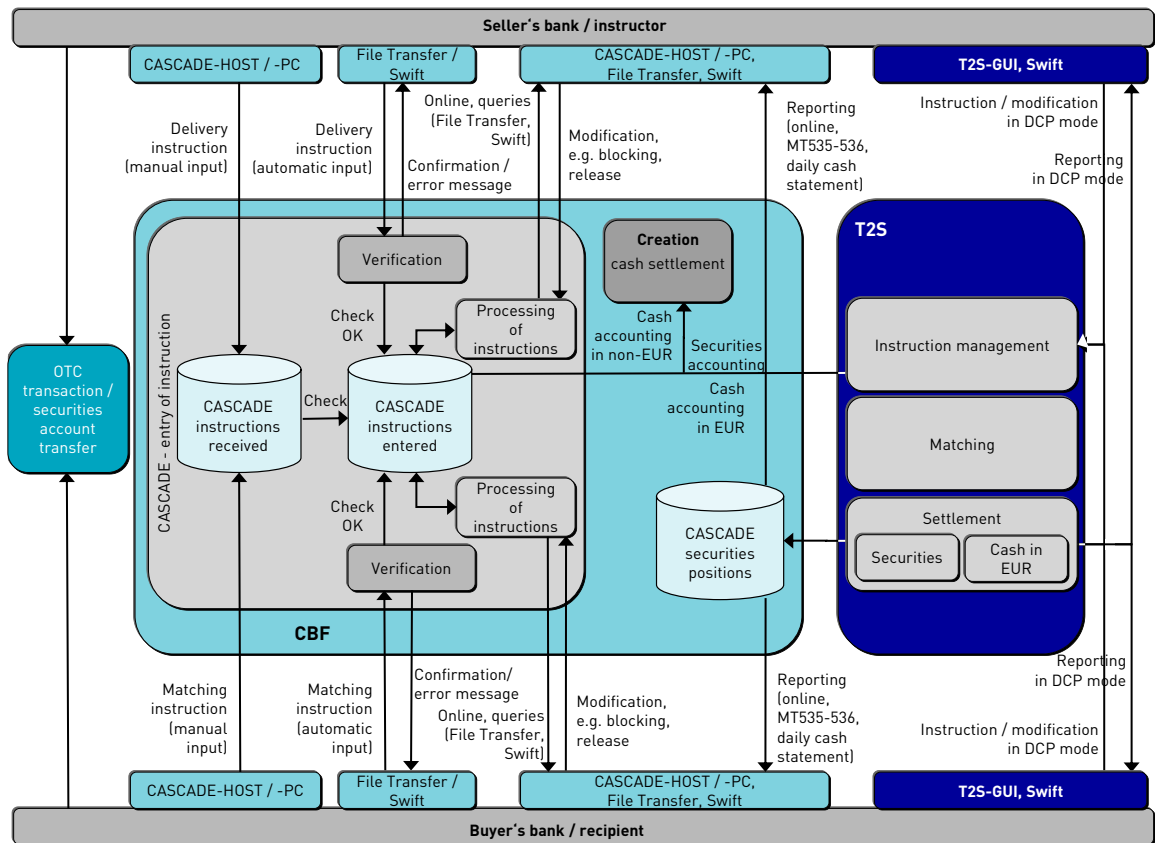 Seller‘s bank / instructor
CASCADE-HOST / -PC
File Transfer /
Swift
CASCADE-HOST / -PC,
File Transfer, Swift
T2S-GUI, Swift
Delivery
instruction
(manual input)
Delivery
instruction
(automatic input)
Online, queries
(File Transfer,
Swift)
Confirmation /
error message
Modification,
e.g. blocking,
release
Reporting
(online,
MT535-536,
daily cash
statement)
Instruction / modification
in DCP mode
Reporting
in DCP mode
OTC
transaction /
securities
account
transfer
CASCADE - entry of instruction
Verification
Check
OK
Processing
of
instructions
CASCADE
instructions
received
Check
CASCADE
instructions
entered
Check
OK
Processing
of
instructions
Verification
CBF
Creation
cash settlement
Cash
accounting
in non-EUR
Securities
accounting
Cash
accounting
in EUR
CASCADE
securities
positions
T2S
Instruction management
Matching
Settlement
Securities
Cash in
EUR
Matching
instruction
(manual
input)
Matching
instruction
(automatic
input)
Confirmation/
error message
Online, queries
(File Transfer,
Swift)
Modification,
e.g. blocking,
release
Reporting
(online,
MT535-536,
daily cash
statement)
Reporting
in DCP mode
Instruction / modification
in DCP mode
CASCADE-HOST / -PC
File Transfer /
Swift
CASCADE-HOST / -PC,
File Transfer, Swift
T2S-GUI, Swift
Buyer‘s bank / recipient